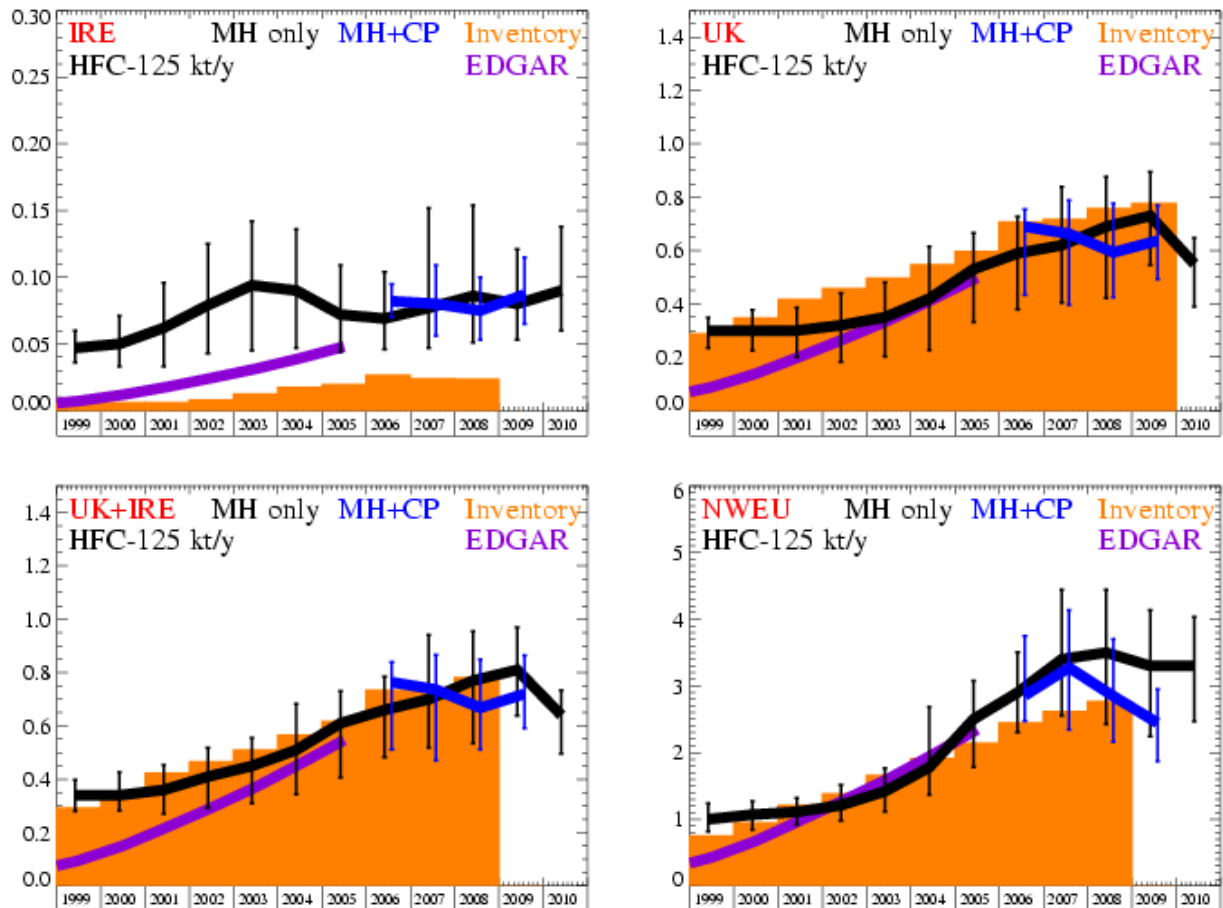 IRE MH only MH+CP Inventory
HFC-125 kt/y EDGAR
0.30
0.25
0.20
0.15
0.10
0.05
0.00
1999 2000 2001 2002 2003 2004 2005 2006 2007 2008 2009 2010
UK MH only MH+CP Inventory
HFC-125 kt/y EDGAR
1.4
1.2
1.0
0.8
0.6
0.4
0.2
0.0
1999 2000 2001 2002 2003 2004 2005 2006 2007 2008 2009 2010
UK+IRE MH only MH+CP Inventory
HFC-125 kt/y EDGAR
1.4
1.2
1.0
0.8
0.6
0.4
0.2
0.0
1999 2000 2001 2002 2003 2004 2005 2006 2007 2008 2009 2010
NWEU MH only MH+CP Inventory
HFC-125 kt/y EDGAR
6
5
4
3
2
1
0
1999 2000 2001 2002 2003 2004 2005 2006 2007 2008 2009 2010